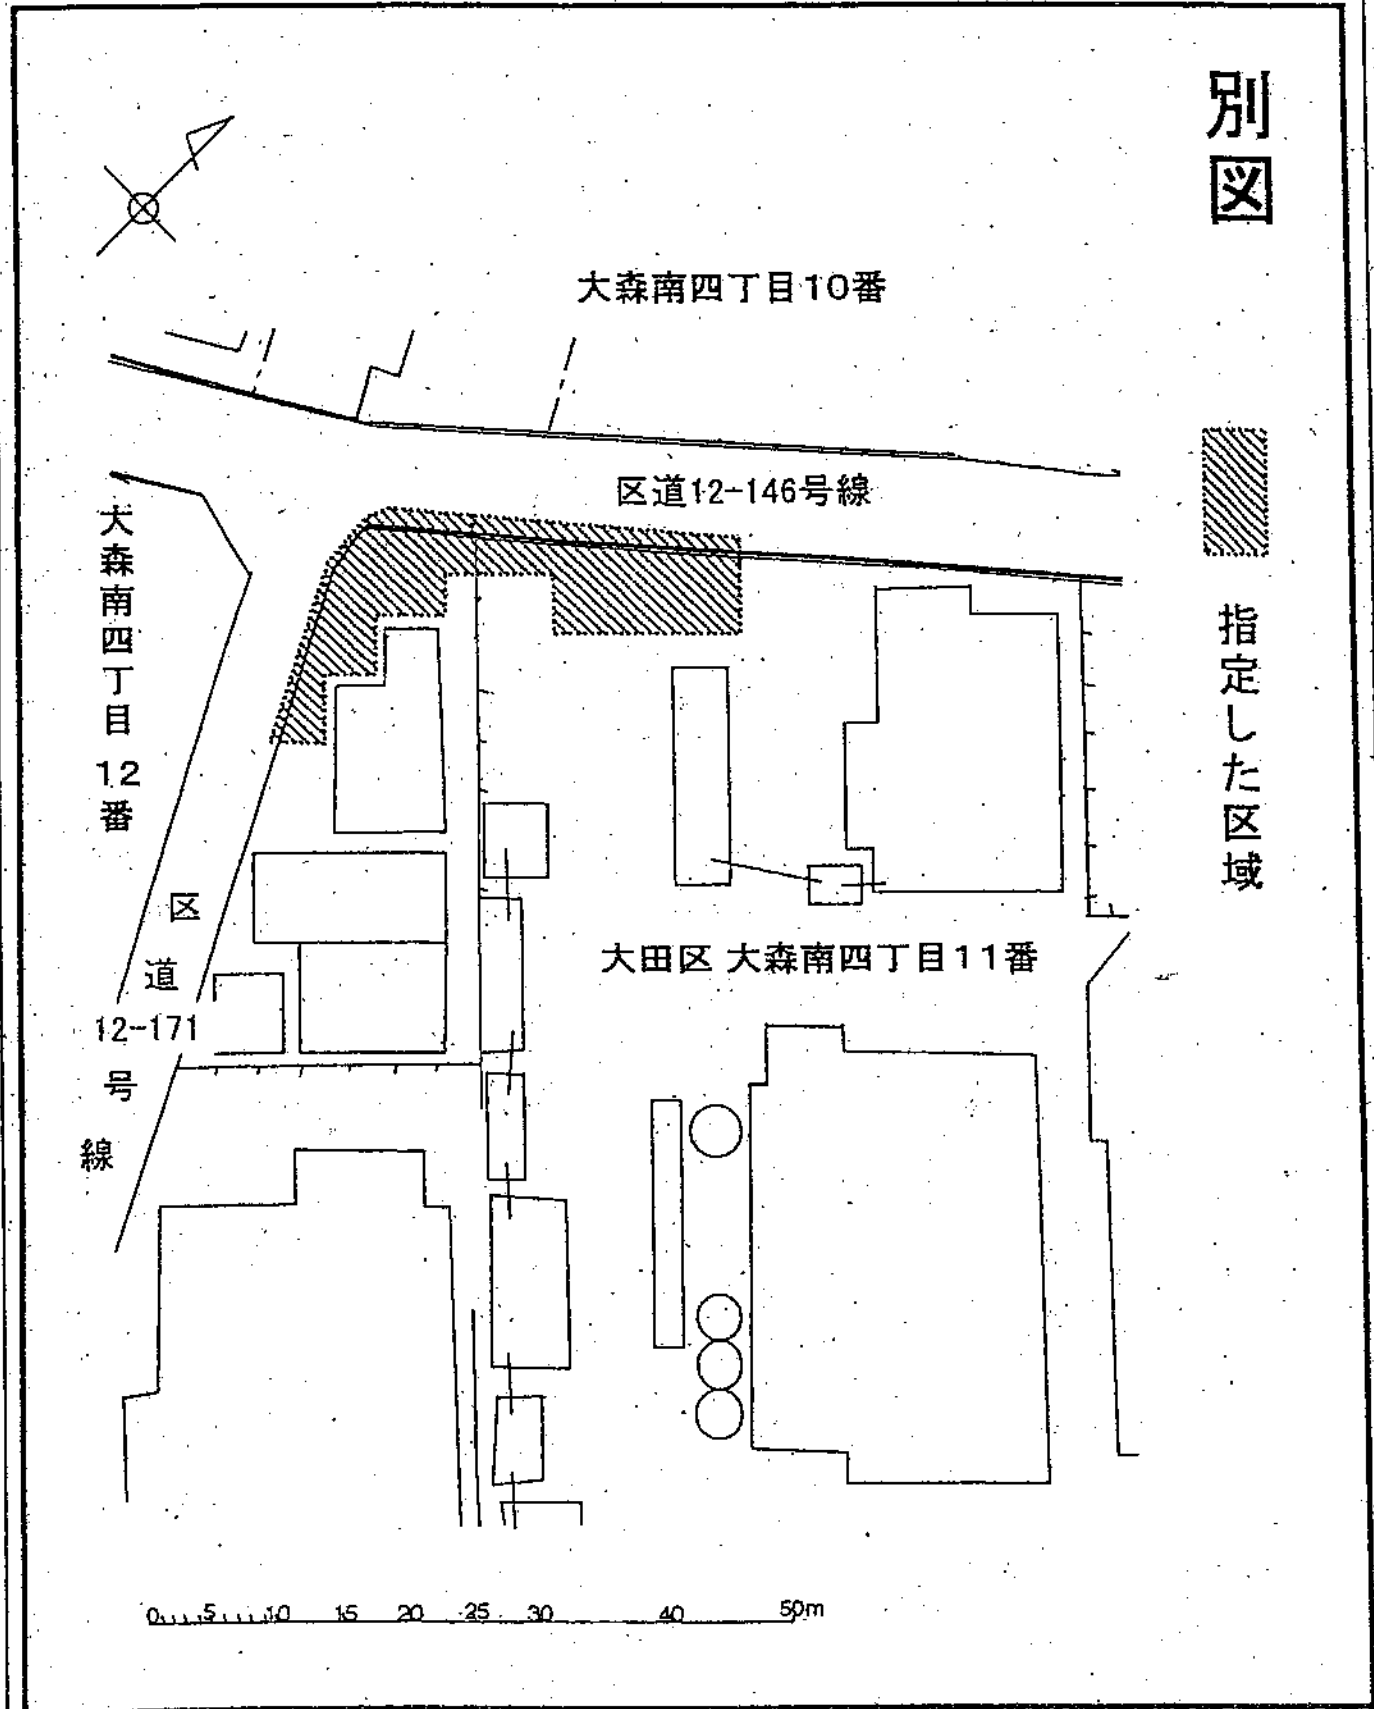 別図
大森南四丁目10番
区道12-146号線
大森南四丁目12番
指定した区域
区道12-171号線
大田区 大森南四丁目11番
0 5 10 15 20 25 30 40 50m